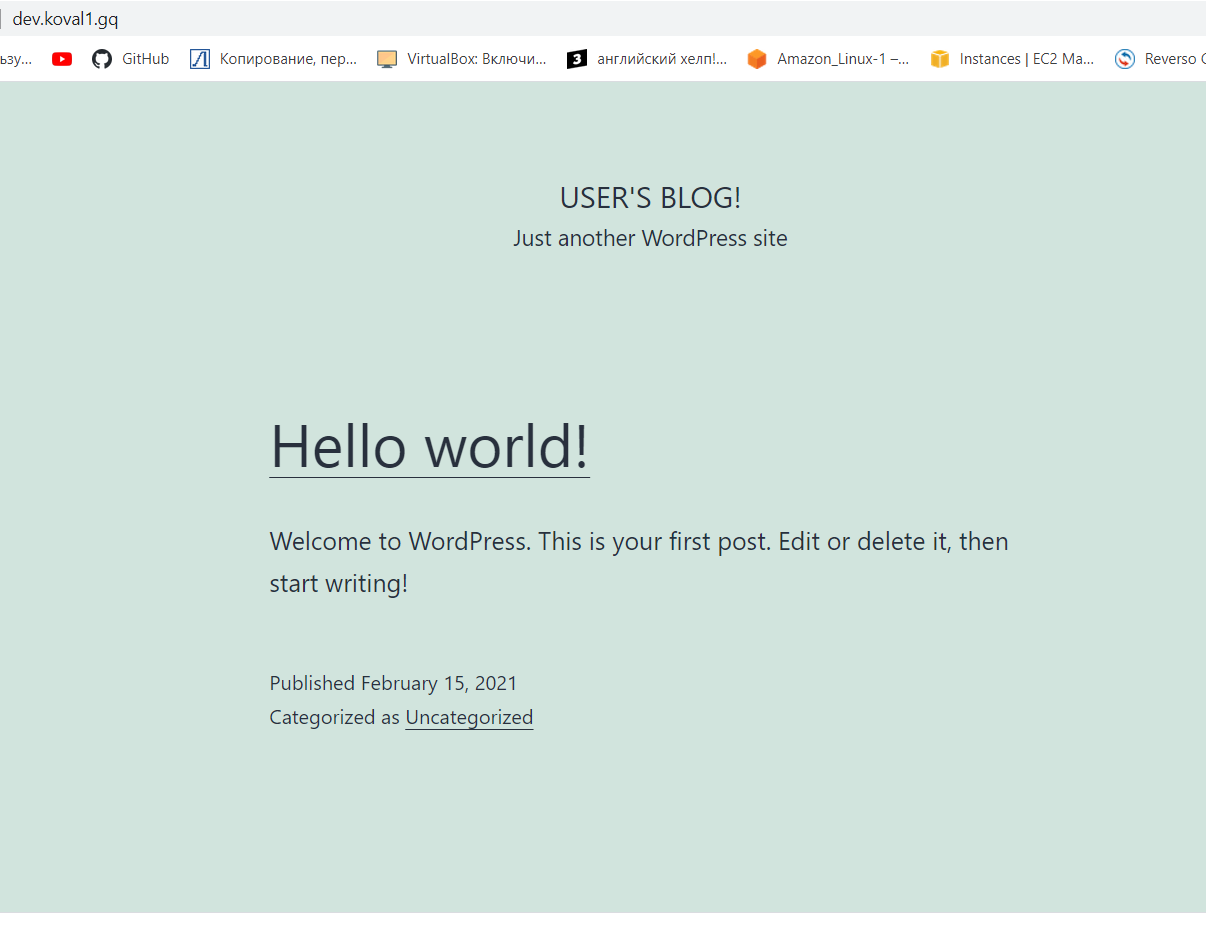 dev.koval1.gq
ьзу... GitHub Копирование, пер... VirtualBox: Включи... английский хелп!... Amazon_Linux-1 –... Instances | EC2 Ma... Reverso
USER'S BLOG!
Just another WordPress site
Hello world!
Welcome to WordPress. This is your first post. Edit or delete it, then
start writing!
Published February 15, 2021
Categorized as Uncategorized